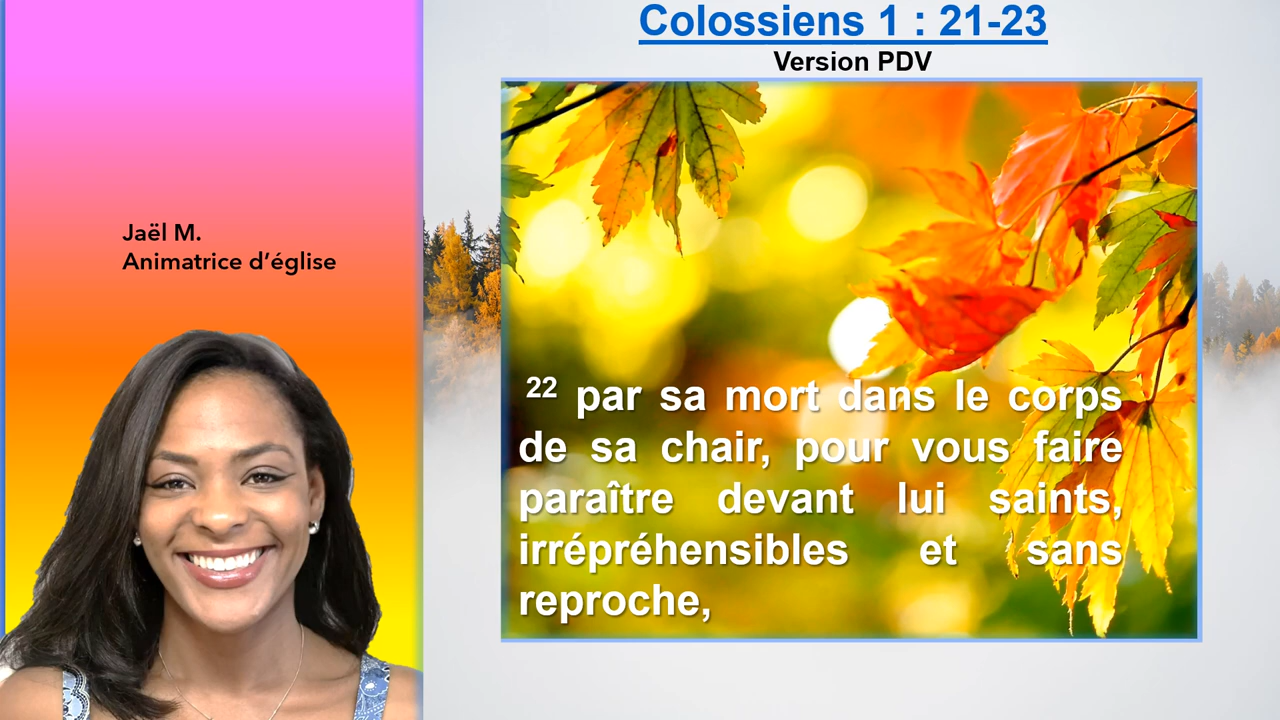 Colossiens 1 : 21-23
Version PDV
Jaël M.
Animatrice d’église
22 par sa mort dans le corps
de sa chair, pour vous faire
paraître devant lui saints,
irrépréhensibles et sans
reproche,